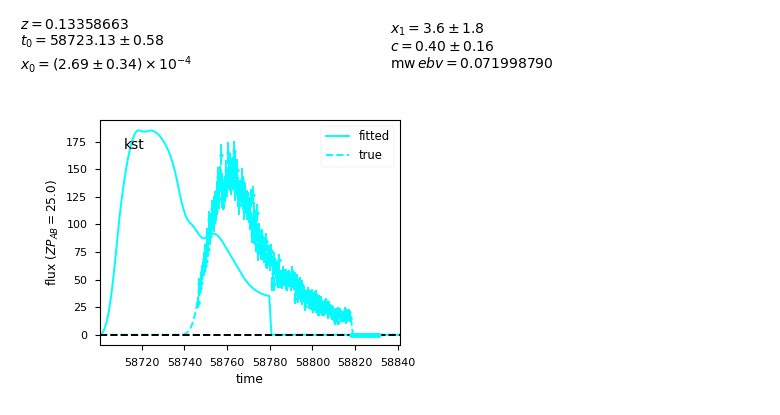 z = 0.13358663
t₀ = 58723.13 ± 0.58
x₀ = (2.69 ± 0.34) × 10⁻⁴
x₁ = 3.6 ± 1.8
c = 0.40 ± 0.16
mwebv = 0.071998790
kst
fitted
true
175
150
125
100
75
50
25
0
flux (ZP_AB = 25.0)
58720 58740 58760 58780 58800 58820 58840
time